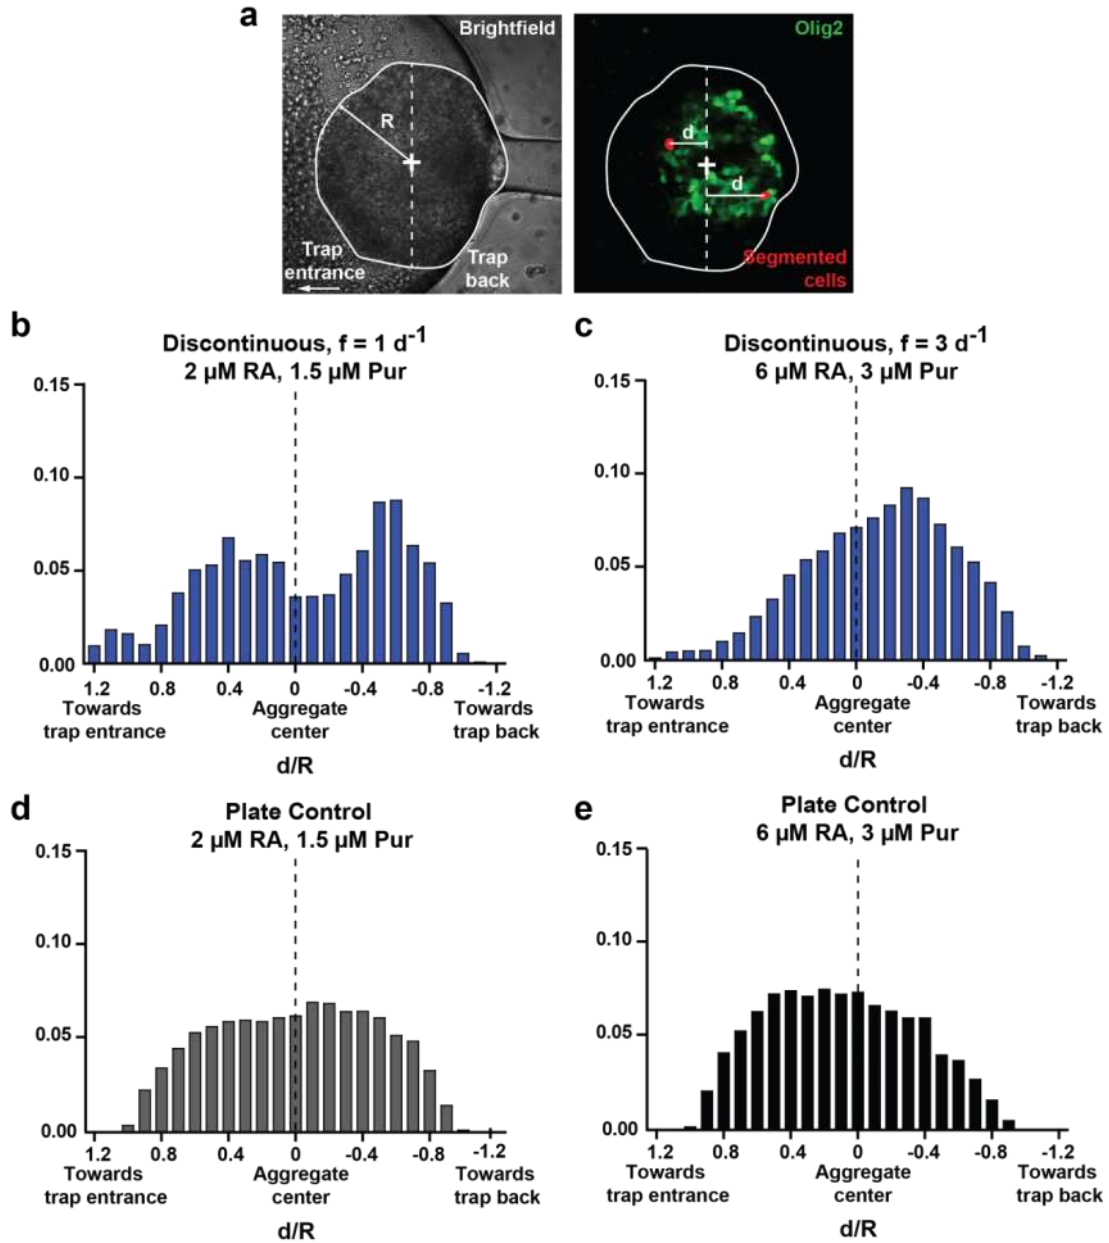 a
Brightfield
R
Trap
entrance
Trap
back
Olig2
d
d
Segmented
cells
b
Discontinuous, f = 1 d⁻¹
2 µM RA, 1.5 µM Pur
0.15
0.10
0.05
0.00
1.2 0.8 0.4 0 -0.4 -0.8 -1.2
Towards
trap entrance
Aggregate
center
Towards
trap back
d/R
c
Discontinuous, f = 3 d⁻¹
6 µM RA, 3 µM Pur
0.15
0.10
0.05
0.00
1.2 0.8 0.4 0 -0.4 -0.8 -1.2
Towards
trap entrance
Aggregate
center
Towards
trap back
d/R
d
Plate Control
2 µM RA, 1.5 µM Pur
0.15
0.10
0.05
0.00
1.2 0.8 0.4 0 -0.4 -0.8 -1.2
Towards
trap entrance
Aggregate
center
Towards
trap back
d/R
e
Plate Control
6 µM RA, 3 µM Pur
0.15
0.10
0.05
0.00
1.2 0.8 0.4 0 -0.4 -0.8 -1.2
Towards
trap entrance
Aggregate
center
Towards
trap back
d/R